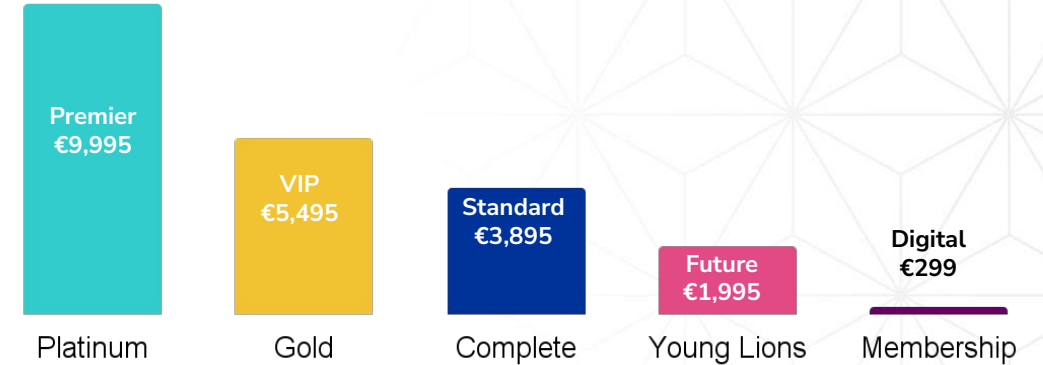 Premier
€9,995
VIP
€5,495
Standard
€3,895
Future
€1,995
Digital
€299
Platinum
Gold
Complete
Young Lions
Membership